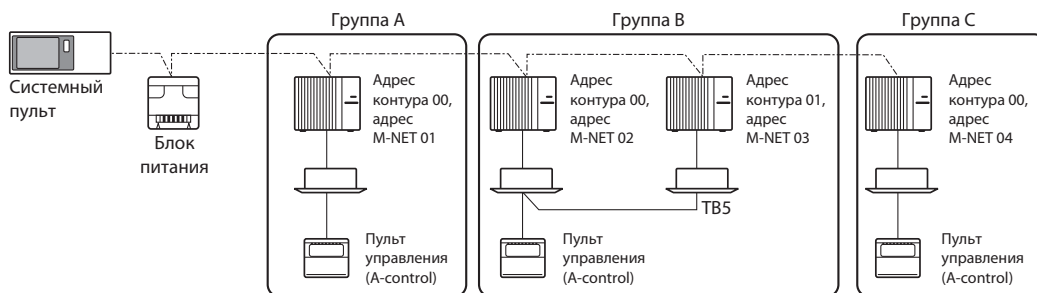 Группа A
Группа B
Группа C
Системный
пульт
Блок
питания
Адрес
контура 00,
адрес
M-NET 01
Адрес
контура 00,
адрес
M-NET 02
Адрес
контура 01,
адрес
M-NET 03
Адрес
контура 00,
адрес
M-NET 04
TB5
Пульт
управления
(A-control)
Пульт
управления
(A-control)
Пульт
управления
(A-control)